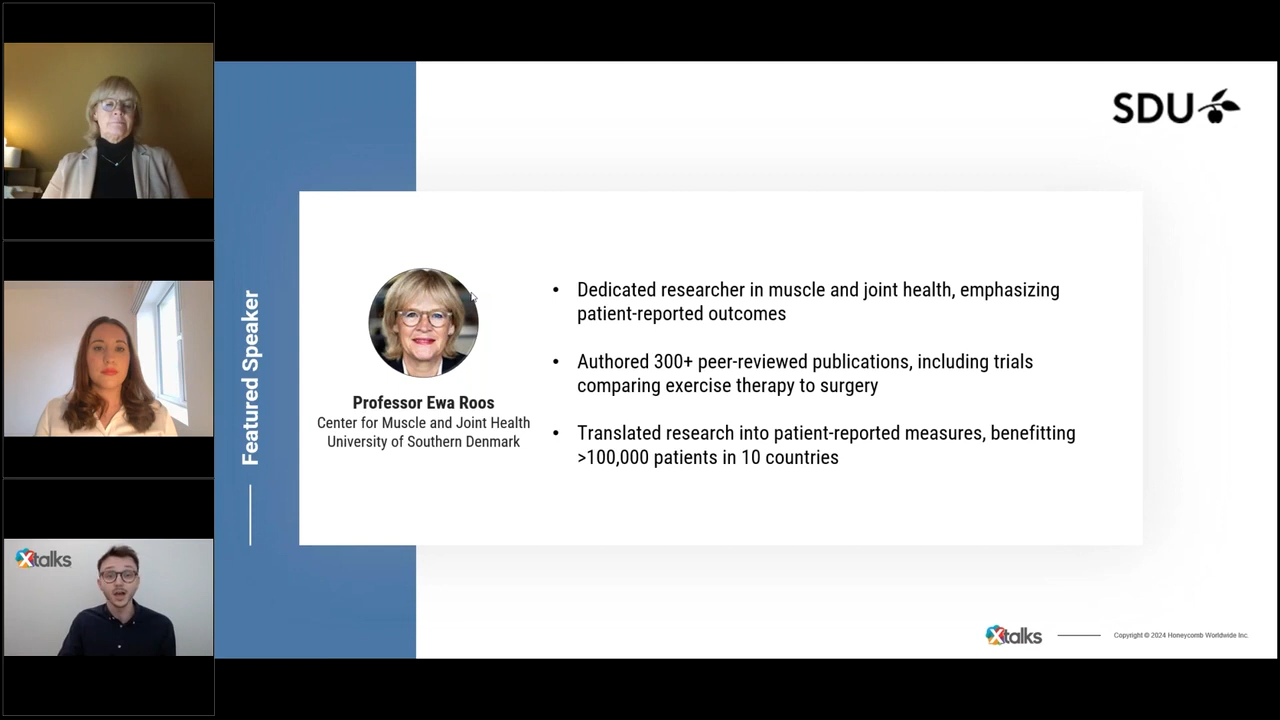 SDU
Featured Speaker
Professor Ewa Roos
Center for Muscle and Joint Health
University of Southern Denmark
• Dedicated researcher in muscle and joint health, emphasizing
patient-reported outcomes
• Authored 300+ peer-reviewed publications, including trials
comparing exercise therapy to surgery
• Translated research into patient-reported measures, benefitting
>100,000 patients in 10 countries
Xtalks
Xtalks
Copyright © 2024 Honeycomb Worldwide Inc.